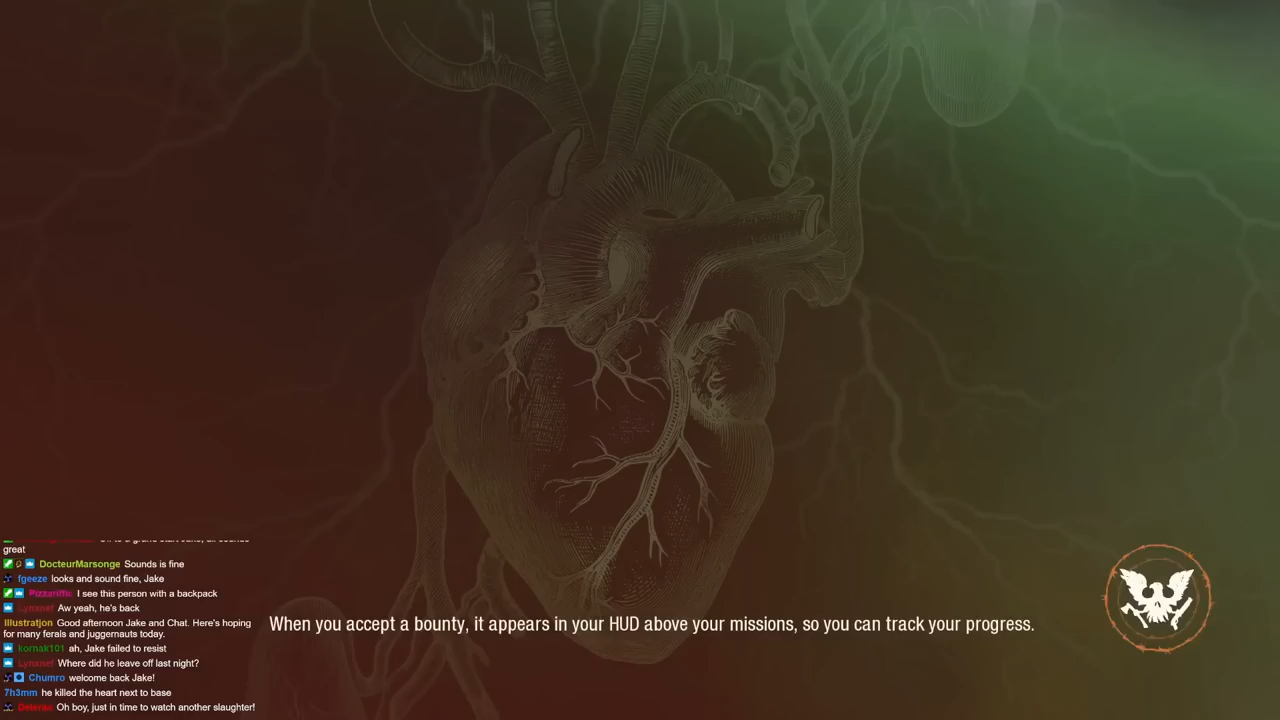 great
DocteurMarsonge Sounds is fine
fgeeze looks and sound fine, Jake
Pizzariffic I see this person with a backpack
Lynxnef Aw yeah, he's back
Illustratjon Good afternoon Jake and Chat. Here's hoping
for many ferals and juggernauts today.
kornak101 ah, Jake failed to resist
Lynxnef Where did he leave off last night?
Chumro welcome back Jake!
7h3mm he killed the heart next to base
Oh boy, just in time to watch another slaughter!
When you accept a bounty, it appears in your HUD above your missions, so you can track your progress.